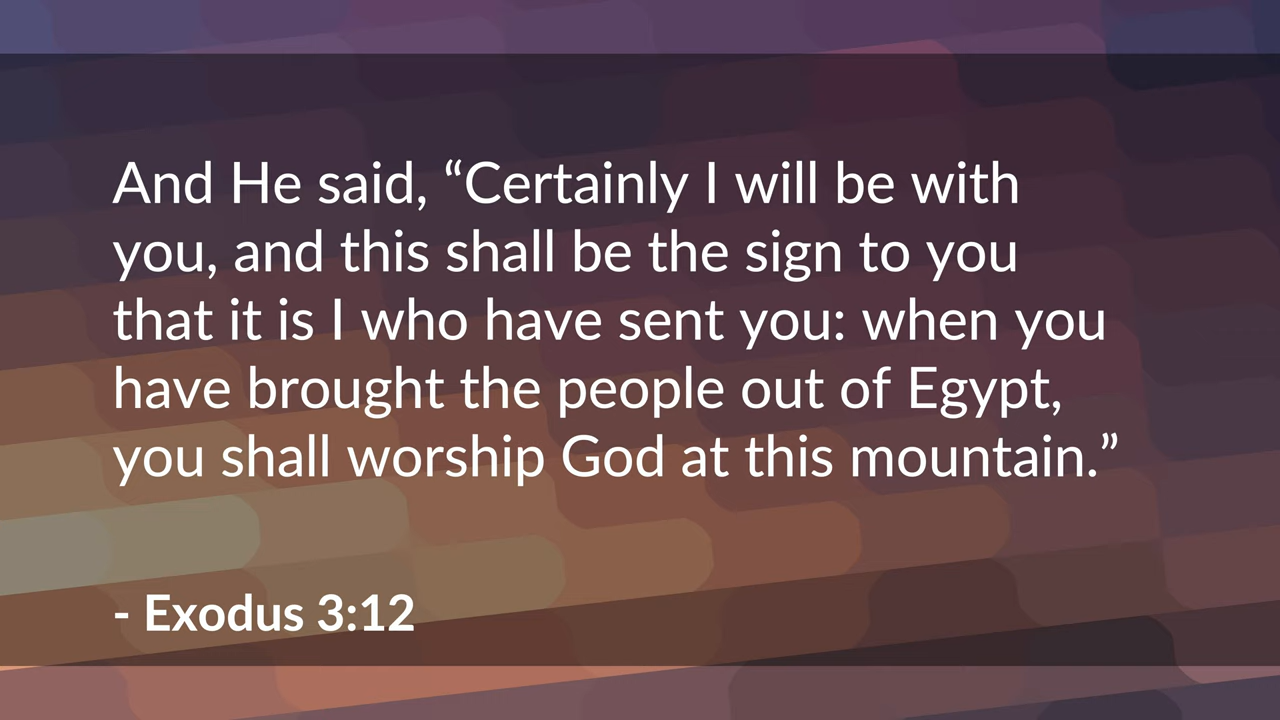 And He said, “Certainly I will be with
you, and this shall be the sign to you
that it is I who have sent you: when you
have brought the people out of Egypt,
you shall worship God at this mountain.”
- Exodus 3:12